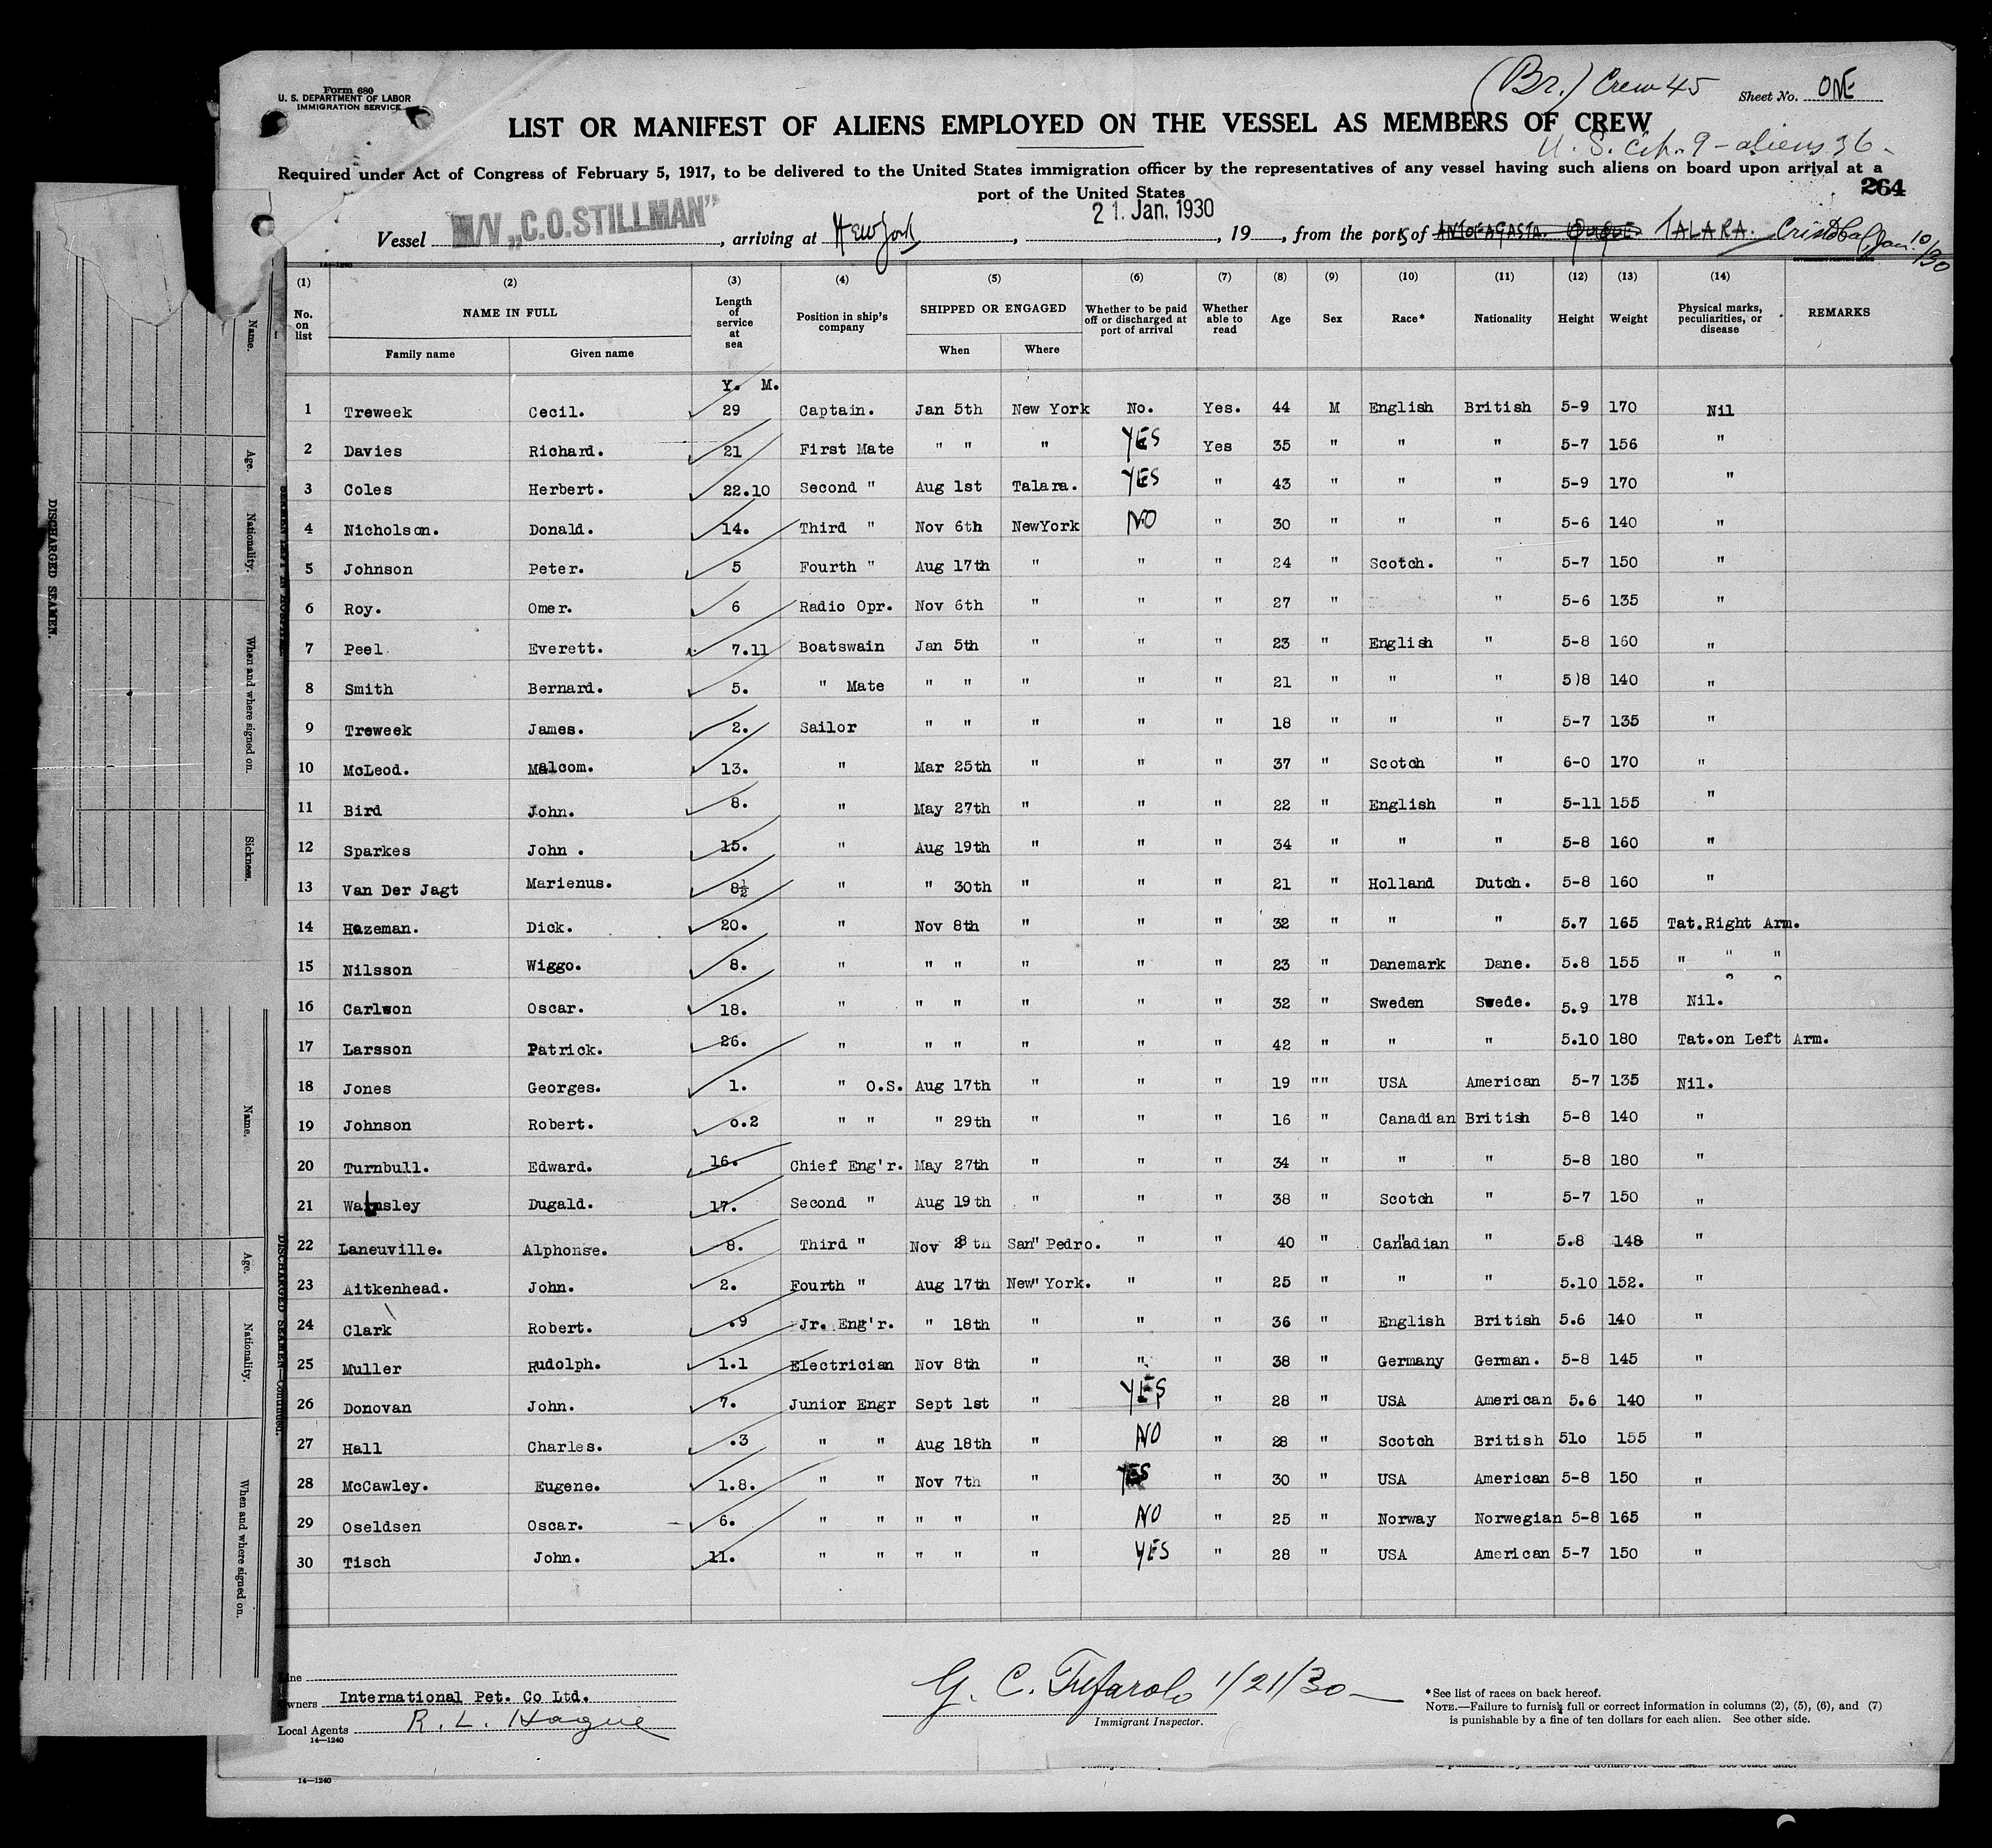 Form 680
U. S. DEPARTMENT OF LABOR
IMMIGRATION SERVICE
(Br.) Crew 45
Sheet No. ONE
LIST OR MANIFEST OF ALIENS EMPLOYED ON THE VESSEL AS MEMBERS OF CREW
U. S. cit. 9 - aliens 36 -
Required under Act of Congress of February 5, 1917, to be delivered to the United States immigration officer by the representatives of any vessel having such aliens on board upon arrival at a
port of the United States
264
Vessel M/V „C.O. STILLMAN” , arriving at New York , 21. Jan. 1930 , 19 , from the ports of ANTOFAGASTA. TALARA. Cristobal, Jan. 10/30
(1) (2) (3) (4) (5) (6) (7) (8) (9) (10) (11) (12) (13) (14)
No. on list NAME IN FULL Family name Given name Length of service at sea Position in ship's company SHIPPED OR ENGAGED When Where Whether to be paid off or discharged at port of arrival Whether able to read Age Sex Race* Nationality Height Weight Physical marks, peculiarities, or disease REMARKS
Y. M.
1 Treweek Cecil. 29 Captain. Jan 5th New York No. Yes. 44 M English British 5-9 170 Nil
2 Davies Richard. 21 First Mate " " " YES Yes 35 " " " 5-7 156 "
3 Coles Herbert. 22.10 Second " Aug 1st Talara. YES " 43 " " " 5-9 170 "
4 Nicholson. Donald. 14. Third " Nov 6th NewYork NO " 30 " " " 5-6 140 "
5 Johnson Peter. 5 Fourth " Aug 17th " " " 24 " Scotch. " 5-7 150 "
6 Roy. Omer. 6 Radio Opr. Nov 6th " " " 27 " " 5-6 135 "
7 Peel Everett. 7.11 Boatswain Jan 5th " " " 23 " English " 5-8 160 "
8 Smith Bernard. 5. " Mate " " " " " 21 " " " 5)8 140 "
9 Treweek James. 2. Sailor " " " " " 18 " " " 5-7 135 "
10 McLeod. Malcom. 13. " Mar 25th " " " 37 " Scotch " 6-0 170 "
11 Bird John. 8. " May 27th " " " 22 " English " 5-11 155 "
12 Sparkes John . 15. " Aug 19th " " " 34 " " " 5-8 160 "
13 Van Der Jagt Marienus. 8½ " " 30th " " " 21 " Holland Dutch. 5-8 160 "
14 Hazeman. Dick. 20. " Nov 8th " " " 32 " " " 5.7 165 Tat.Right Arm.
15 Nilsson Wiggo. 8. " " " " " " 23 " Danemark Dane. 5.8 155 " " "
16 Carlson Oscar. 18. " " " " " " 32 " Sweden Swede. 5.9 178 Nil.
17 Larsson Patrick. 26. " " " " " " 42 " " " 5.10 180 Tat.on Left Arm.
18 Jones Georges. 1. " O.S. Aug 17th " " " 19 "" USA American 5-7 135 Nil.
19 Johnson Robert. 0.2 " " " 29th " " " 16 " Canadian British 5-8 140 "
20 Turnbull. Edward. 16. Chief Eng'r. May 27th " " " 34 " " " 5-8 180 "
21 Walmsley Dugald. 17. Second " Aug 19th " " " 38 " Scotch " 5-7 150 "
22 Laneuville. Alphonse. 8. Third " Nov 8th San" Pedro. " " 40 " Canadian " 5.8 148 "
23 Aitkenhead. John. 2. Fourth " Aug 17th New" York. " " 25 " " " 5.10 152. "
24 Clark Robert. .9 Jr. Eng'r. " 18th " " " 36 " English British 5.6 140 "
25 Muller Rudolph. 1.1 Electrician Nov 8th " " " 38 " Germany German. 5-8 145 "
26 Donovan John. 7. Junior Engr Sept 1st " YES " 28 " USA American 5.6 140 "
27 Hall Charles. .3 " " Aug 18th " NO " 28 " Scotch British 510 155 "
28 McCawley. Eugene. 1.8. " " Nov 7th " YES " 30 " USA American 5-8 150 "
29 Oseldsen Oscar. 6. " " " " " NO " 25 " Norway Norwegian 5-8 165 "
30 Tisch John. 11. " " " " " YES " 28 " USA American 5-7 150 "
Line
Owners International Pet. Co Ltd.
Local Agents R. L. Hague
14—1240
G. C. Tufarolo 1/21/30 —
Immigrant Inspector.
*See list of races on back hereof.
NOTE.—Failure to furnish full or correct information in columns (2), (5), (6), and (7)
is punishable by a fine of ten dollars for each alien. See other side.
14—1240
DISCHARGED SEAMEN.
Name.
Age.
Nationality.
When and where signed on.
Sickness.
DISCHARGED SEAMEN—Continued.
Name.
Age.
Nationality.
When and where signed on.